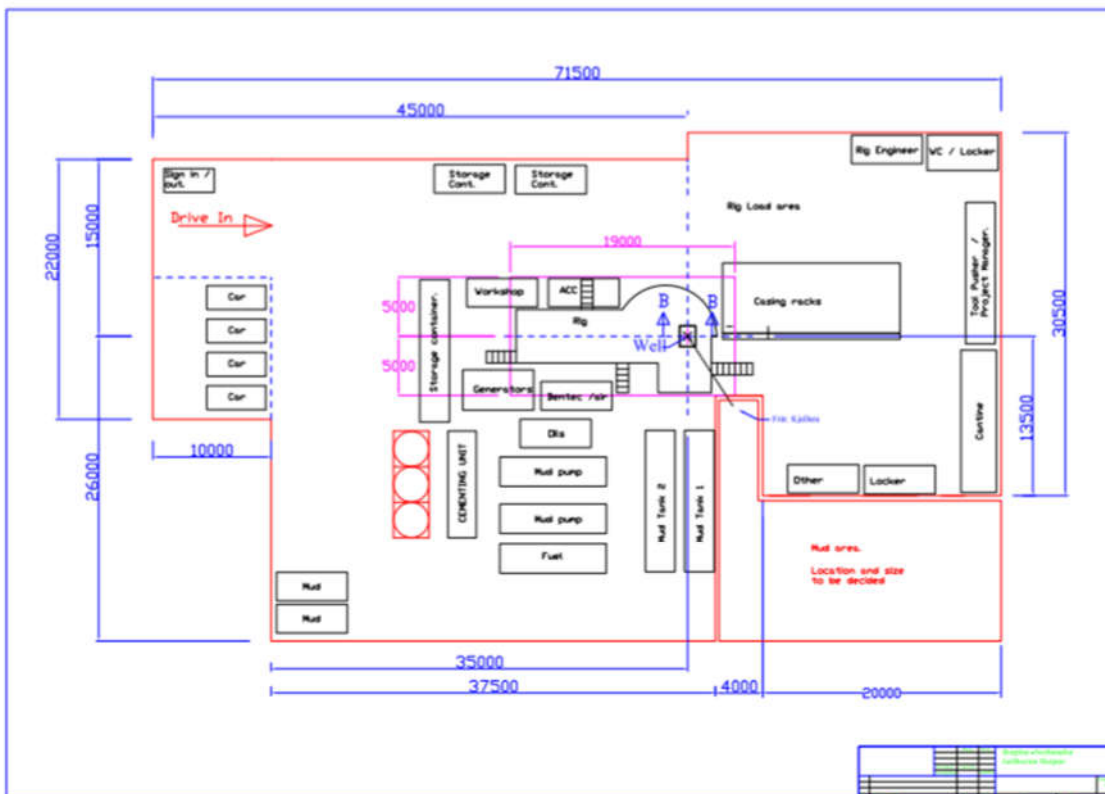 71500
45000
Rig Engineer
WC / Locker
Sign in /
out.
Storage
Cont.
Storage
Cont.
Drive In
Rig Load area
15000
22000
19000
Tool Pusher /
Project Manager.
30500
5000
Workshop
ACC
Storage container.
Car
Rig
B
B
Casing racks
Car
Well
5000
Car
Generators
Bentec /air
Car
Cantine
13500
10000
26000
CEMENTING UNIT
Mud pump
Mud Tank 2
Mud Tank 1
Other
Locker
Mud pump
Fuel
Mud area.
Location and size
to be decided
Mud
Mud
35000
37500
4000
20000